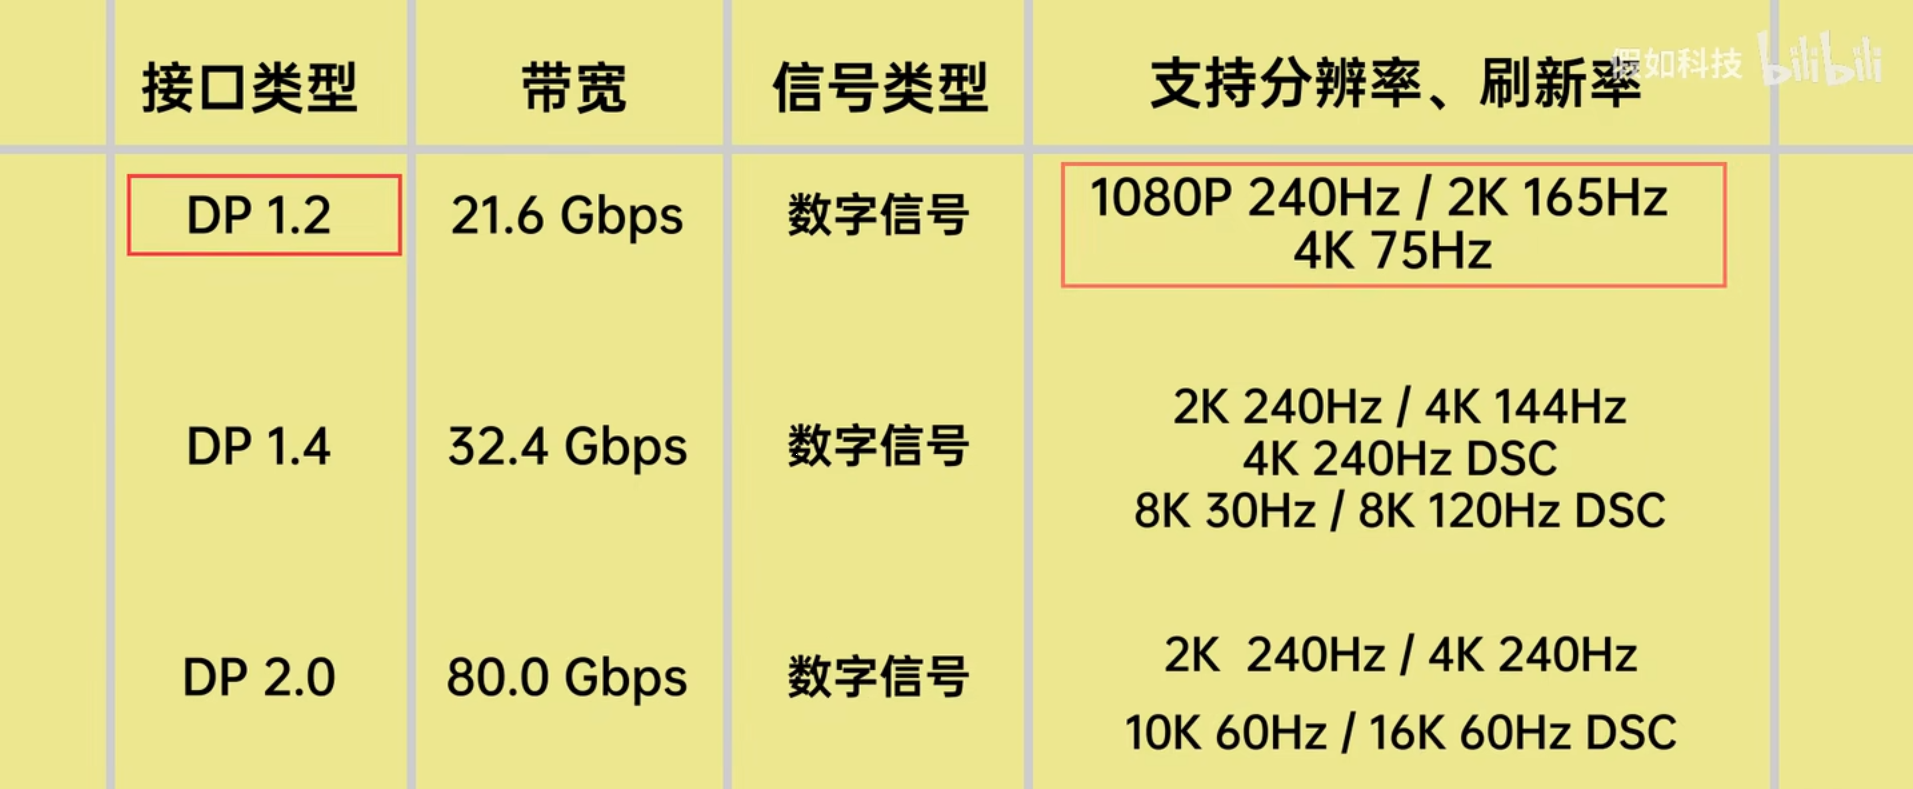 接口类型 带宽 信号类型 支持分辨率、刷新率
假如科技 bilibili
DP 1.2 21.6 Gbps 数字信号 1080P 240Hz / 2K 165Hz
4K 75Hz
DP 1.4 32.4 Gbps 数字信号 2K 240Hz / 4K 144Hz
4K 240Hz DSC
8K 30Hz / 8K 120Hz DSC
DP 2.0 80.0 Gbps 数字信号 2K 240Hz / 4K 240Hz
10K 60Hz / 16K 60Hz DSC